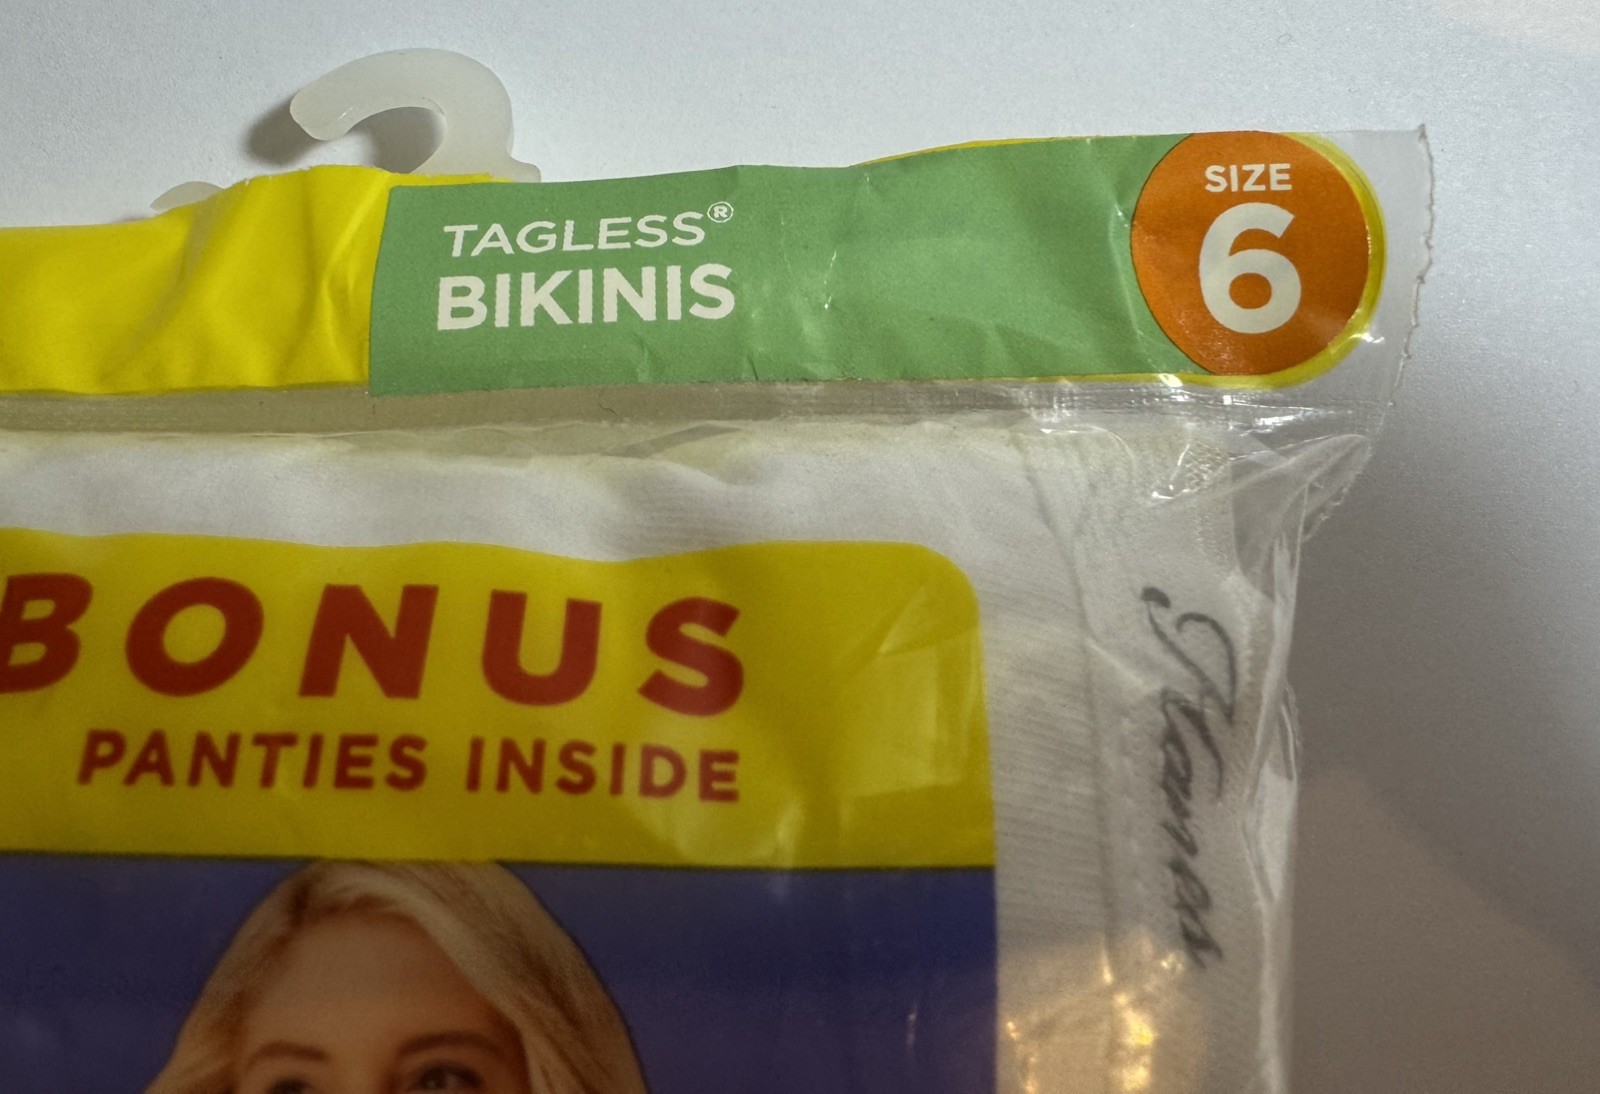 TAGLESS®
BIKINIS
SIZE
6
BONUS
PANTIES INSIDE
Hanes